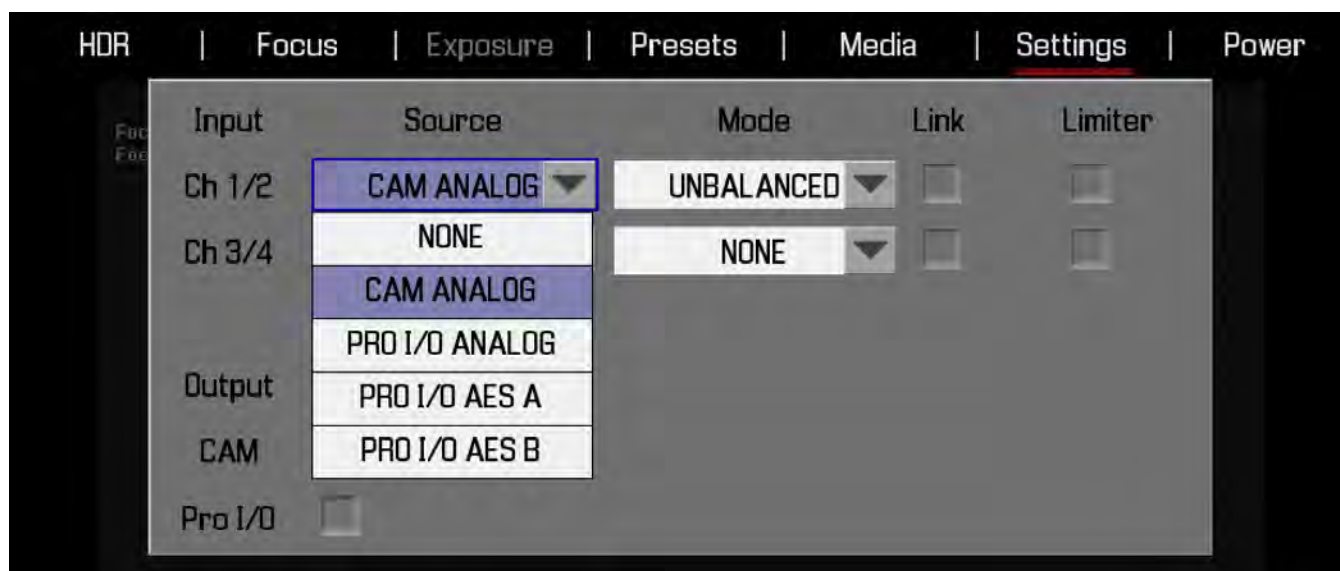 HDR | Focus | Exposure | Presets | Media | Settings | Power
Input Source Mode Link Limiter
Ch 1/2 CAM ANALOG UNBALANCED
Ch 3/4 NONE NONE
CAM ANALOG
PRO I/O ANALOG
Output PRO I/O AES A
CAM PRO I/O AES B
Pro I/O